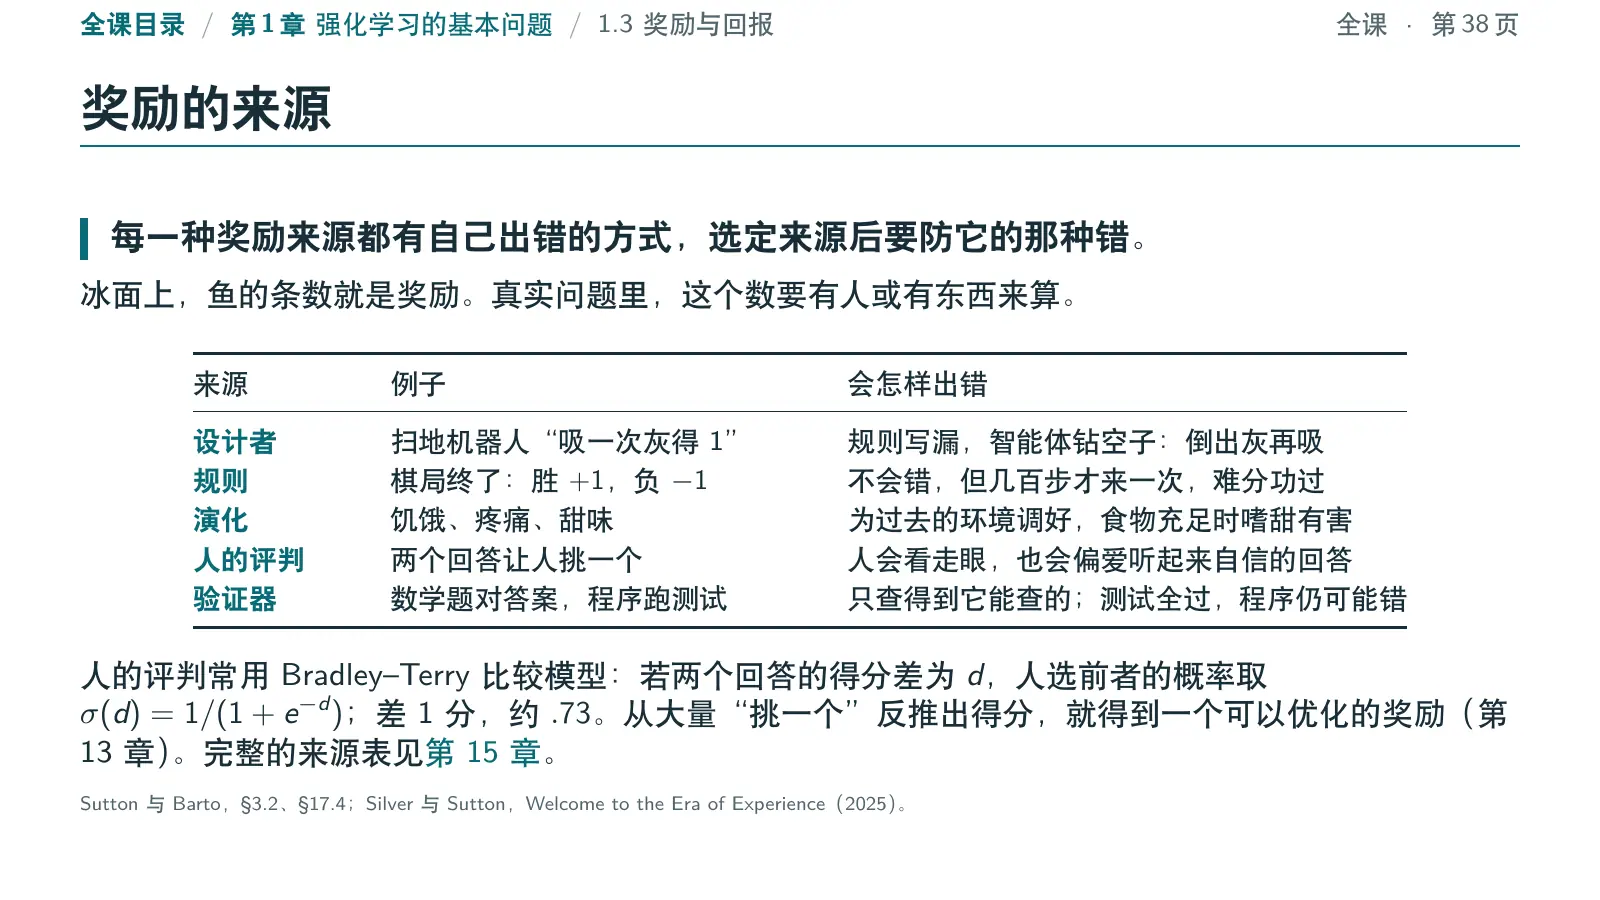 全课目录 / 第 1 章 强化学习的基本问题 / 1.3 奖励与回报 全课 · 第 38 页
奖励的来源
每一种奖励来源都有自己出错的方式，选定来源后要防它的那种错。
冰面上，鱼的条数就是奖励。真实问题里，这个数要有人或有东西来算。
来源 例子 会怎样出错
设计者 扫地机器人“吸一次灰得 1” 规则写漏，智能体钻空子：倒出灰再吸
规则 棋局终了：胜 +1，负 −1 不会错，但几百步才来一次，难分功过
演化 饥饿、疼痛、甜味 为过去的环境调好，食物充足时嗜甜有害
人的评判 两个回答让人挑一个 人会看走眼，也会偏爱听起来自信的回答
验证器 数学题对答案，程序跑测试 只查得到它能查的；测试全过，程序仍可能错
人的评判常用 Bradley–Terry 比较模型：若两个回答的得分差为 d，人选前者的概率取
σ(d) = 1/(1 + e^{−d})；差 1 分，约 .73。从大量“挑一个”反推出得分，就得到一个可以优化的奖励（第
13 章）。完整的来源表见第 15 章。
Sutton 与 Barto，§3.2、§17.4；Silver 与 Sutton，Welcome to the Era of Experience（2025）。